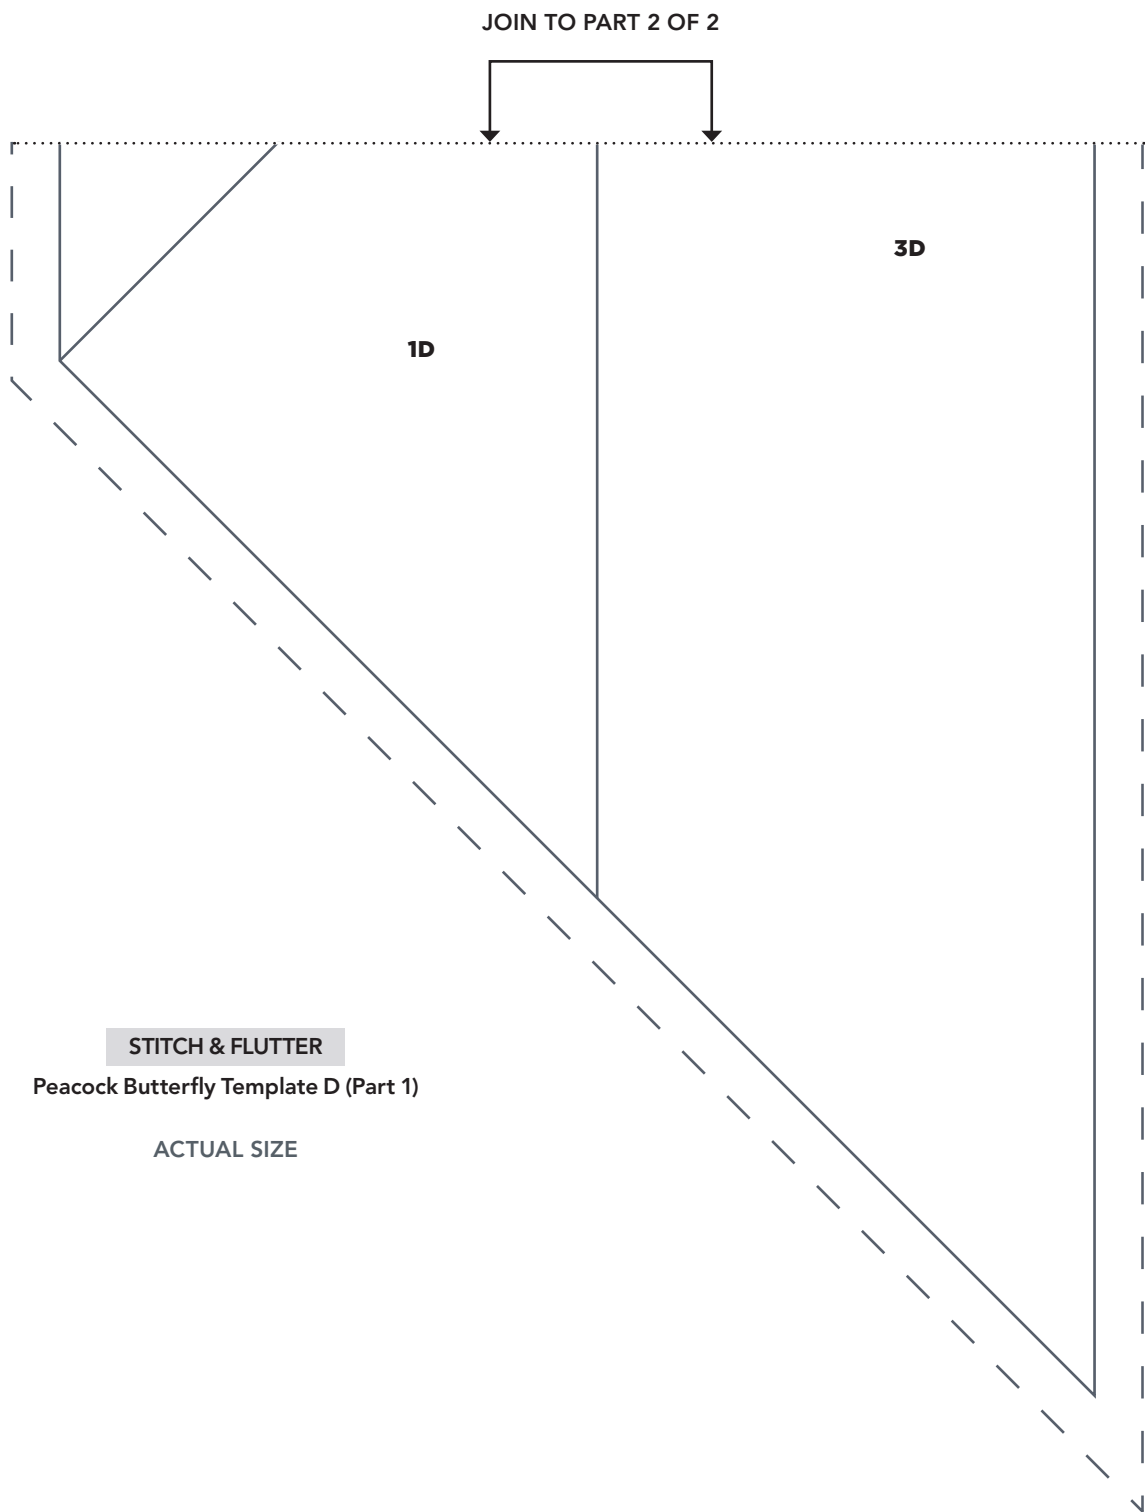 JOIN TO PART 2 OF 2
3D
1D
STITCH & FLUTTER
Peacock Butterfly Template D (Part 1)
ACTUAL SIZE